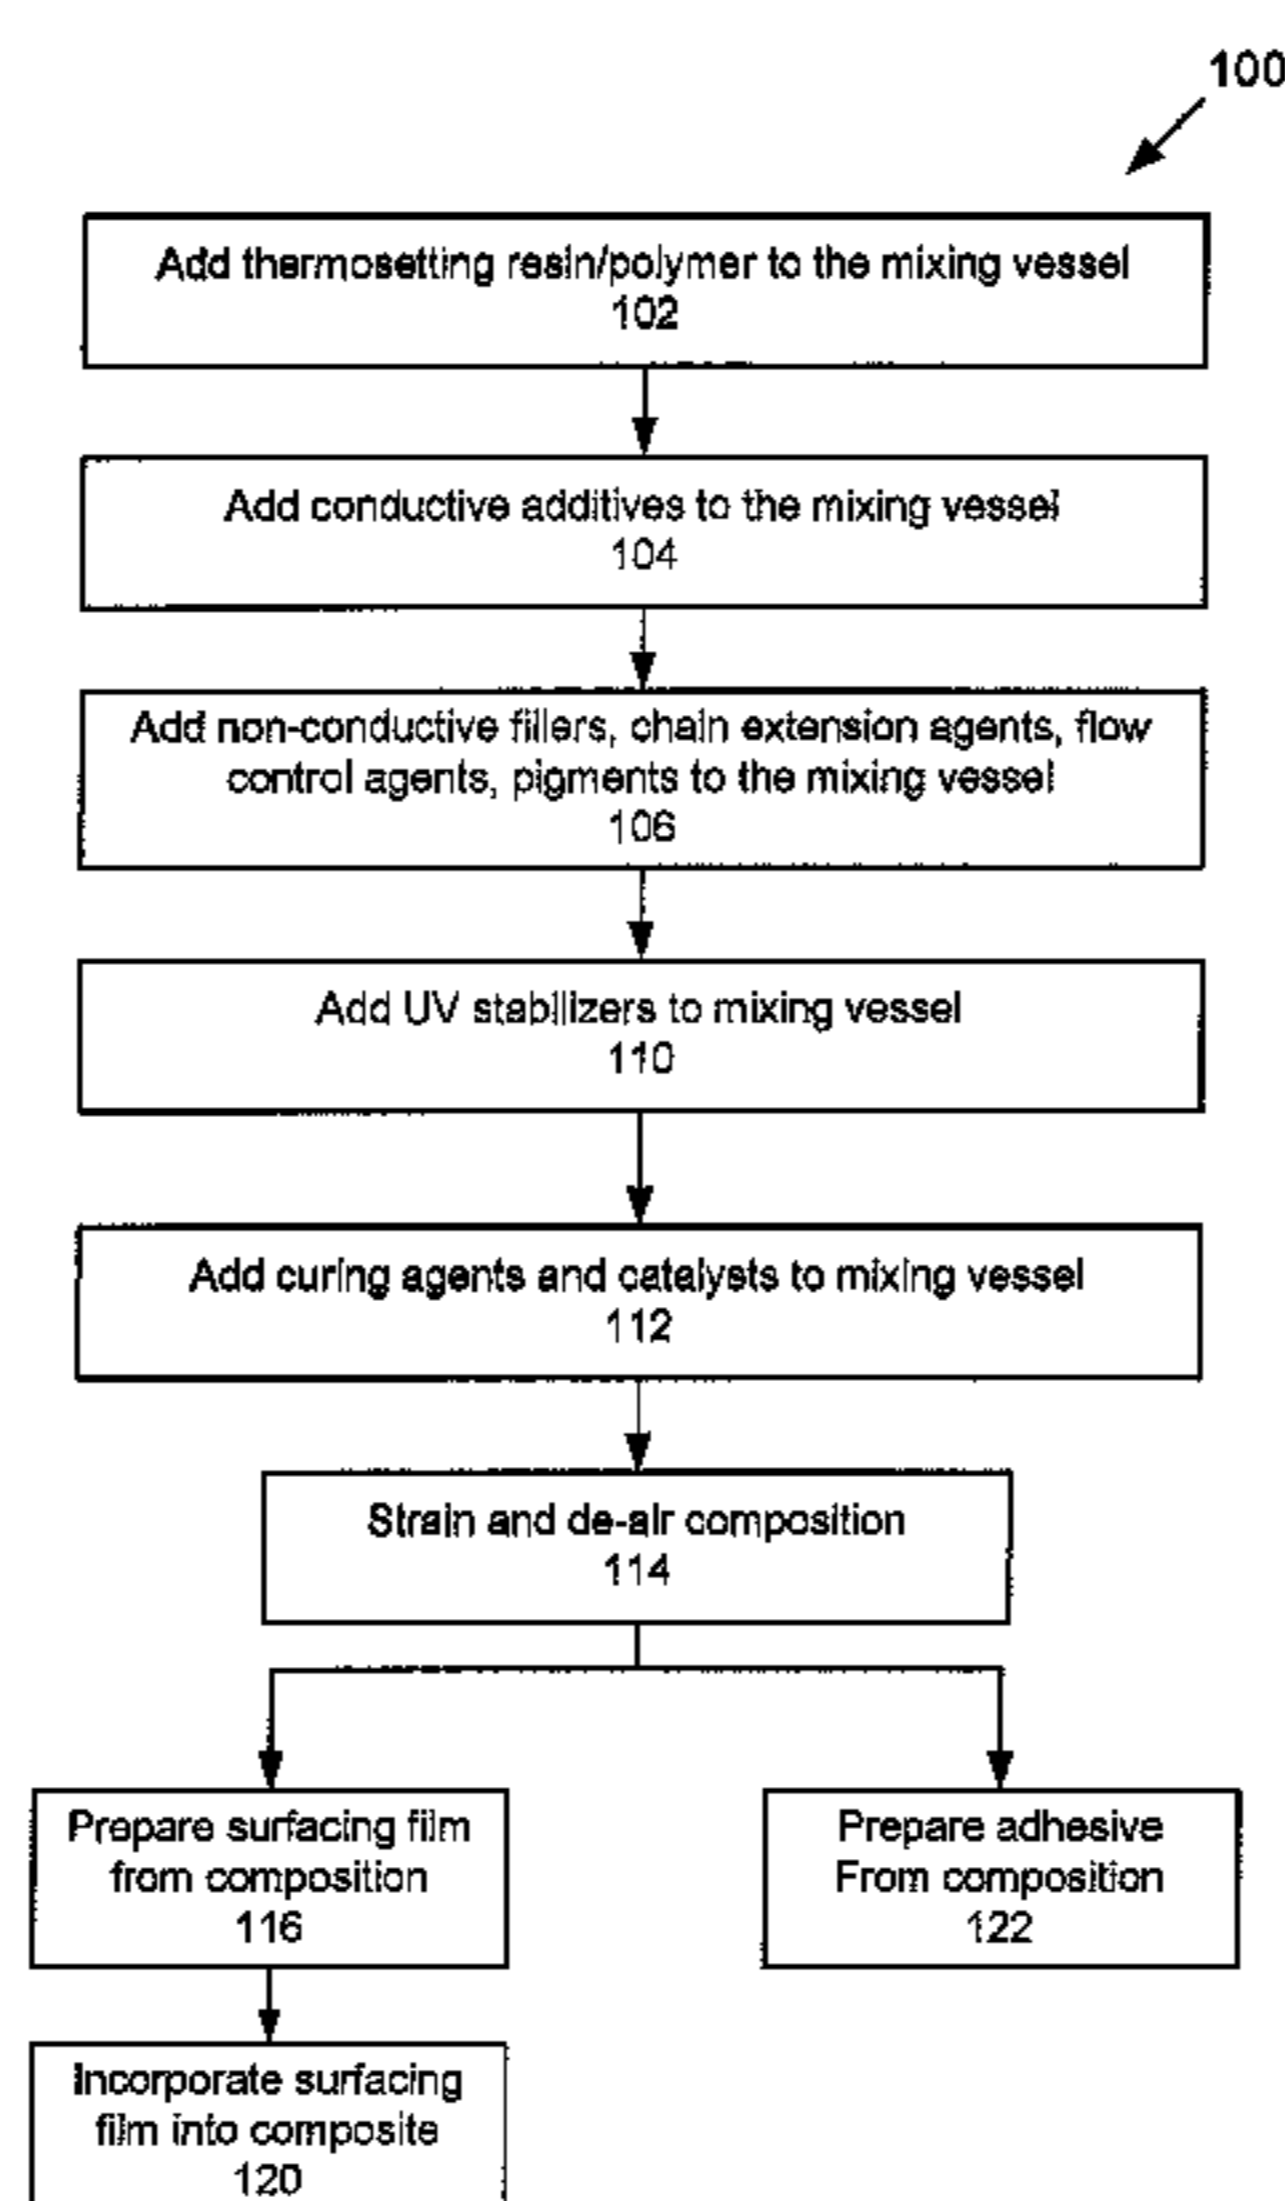 100
Add thermosetting resin/polymer to the mixing vessel
102
Add conductive additives to the mixing vessel
104
Add non-conductive fillers, chain extension agents, flow
control agents, pigments to the mixing vessel
106
Add UV stabilizers to mixing vessel
110
Add curing agents and catalysts to mixing vessel
112
Strain and de-air composition
114
Prepare surfacing film
from composition
116
Prepare adhesive
From composition
122
Incorporate surfacing
film into composite
120